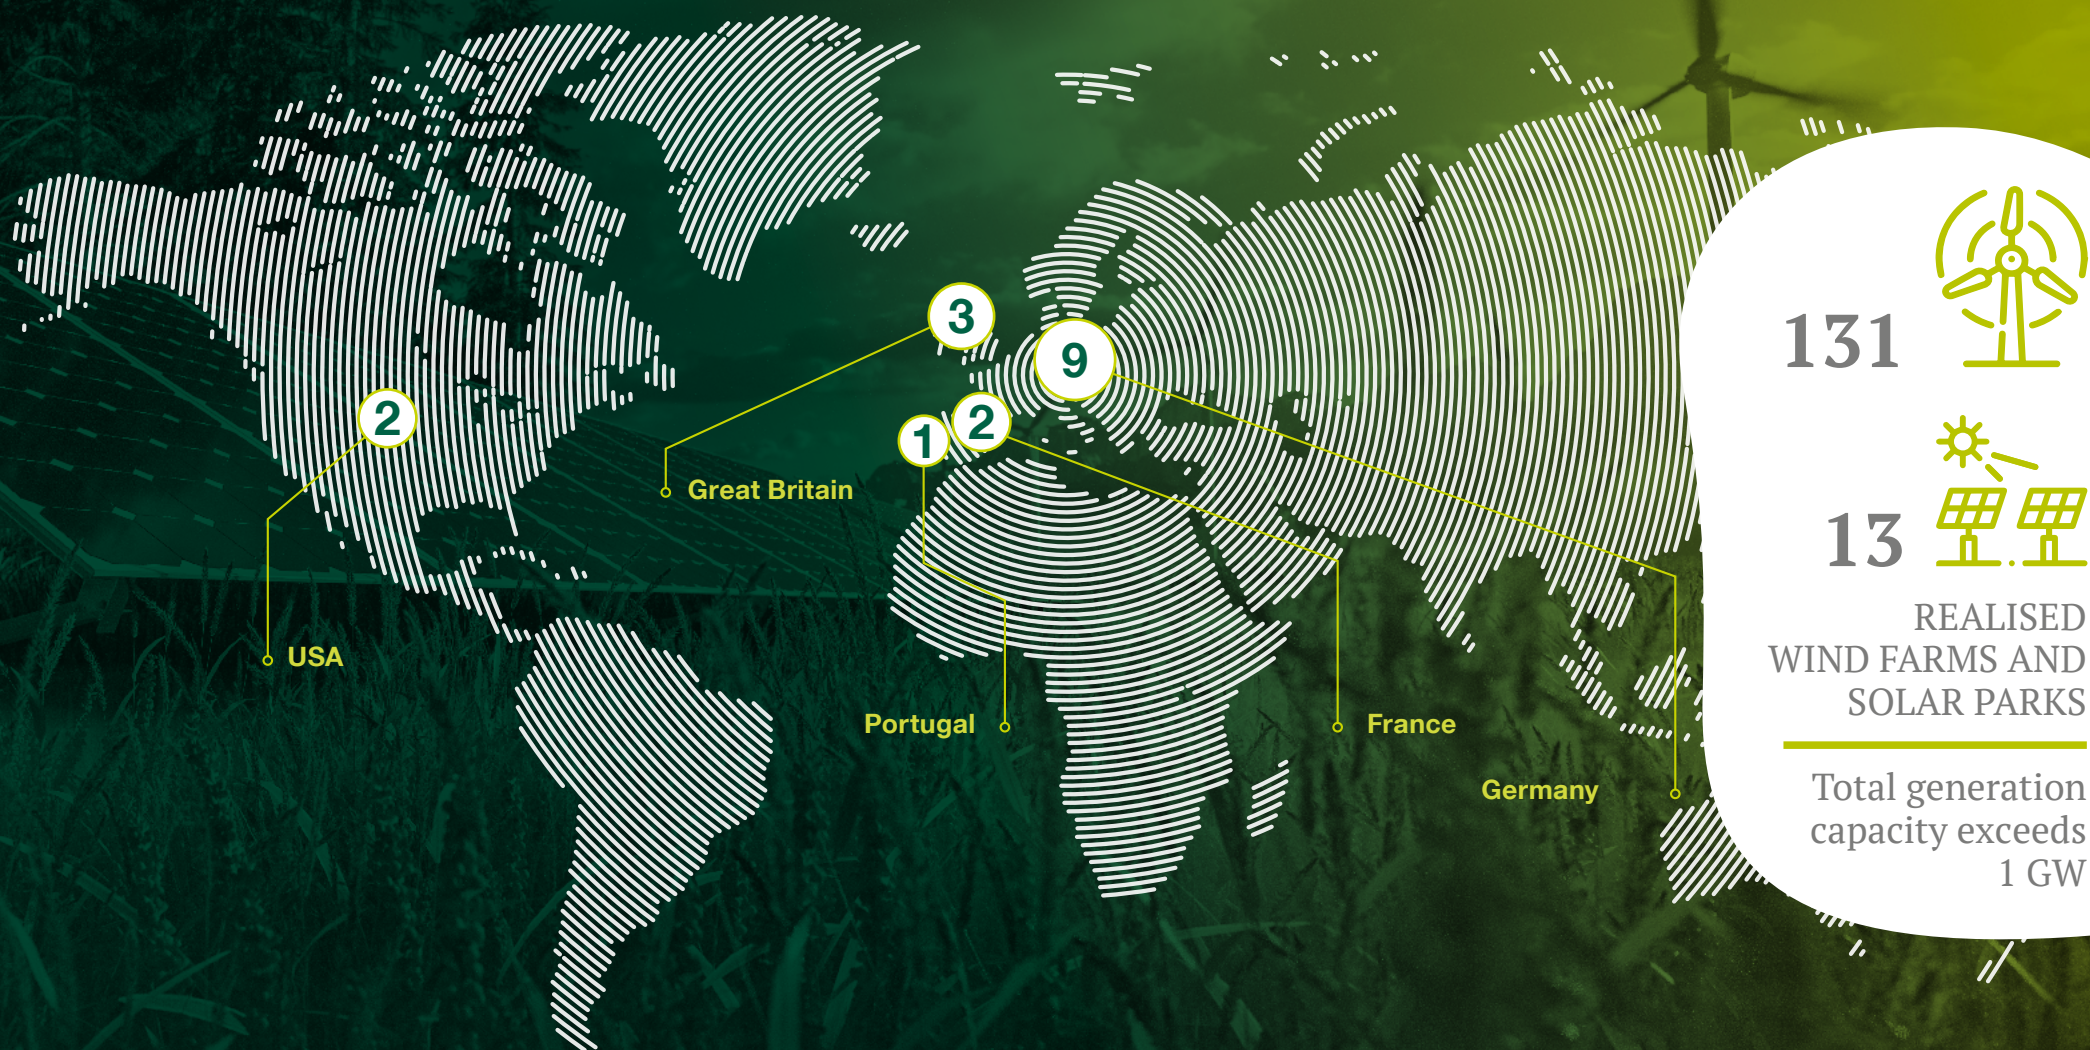 3
9
2
2
1
Great Britain
USA
Portugal
France
Germany
131
13
REALISED
WIND FARMS AND
SOLAR PARKS
Total generation
capacity exceeds
1 GW